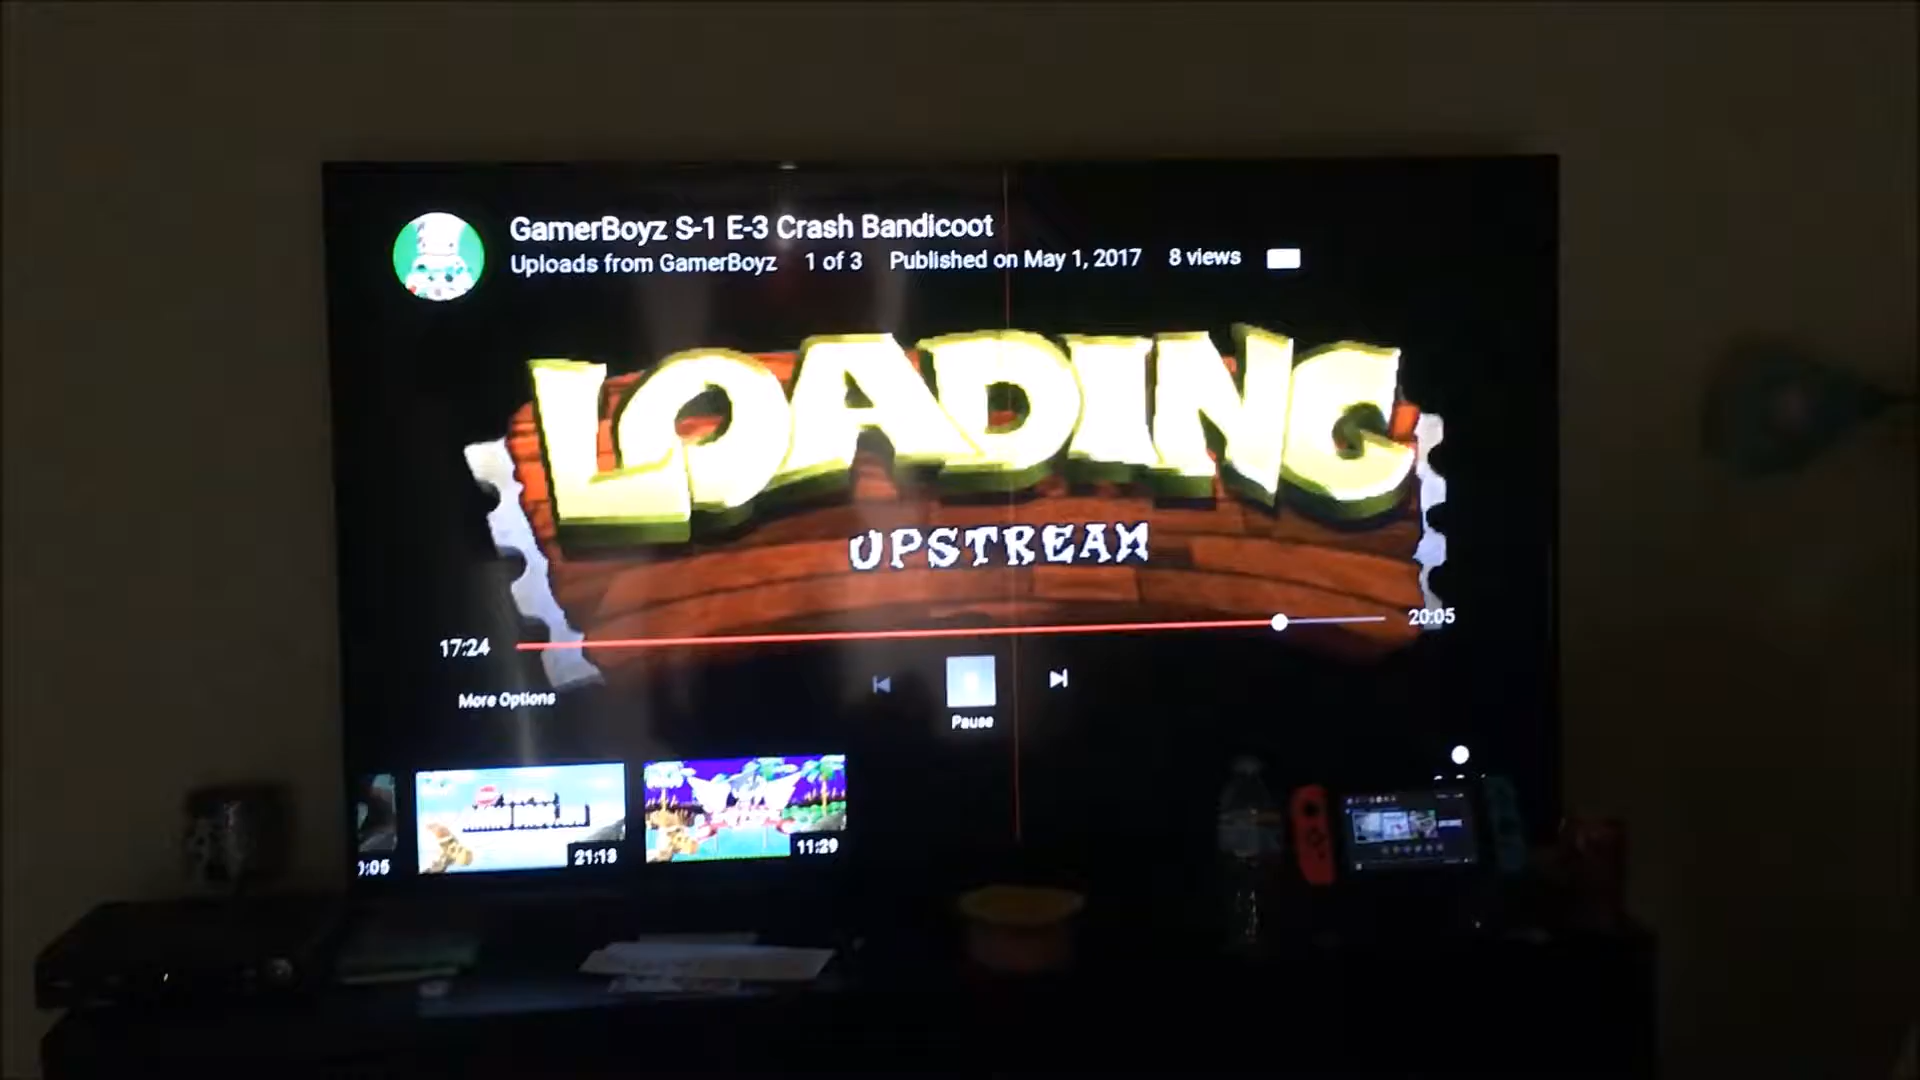 GamerBoyz S-1 E-3 Crash Bandicoot
Uploads from GamerBoyz 1 of 3 Published on May 1, 2017 8 views
LOADING
UPSTREAM
17:24
20:05
More Options
Pause
21:13
11:29